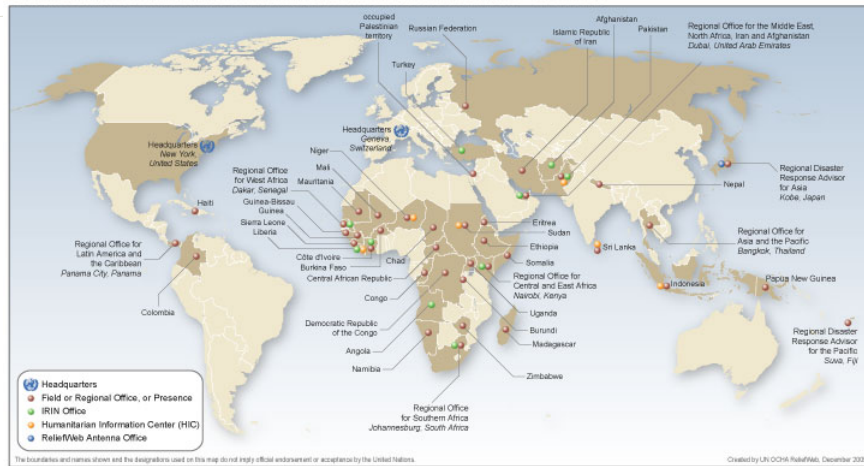 occupied
Palestinian
territory
Russian Federation
Turkey
Islamic Republic
of Iran
Afghanistan
Pakistan
Regional Office for the Middle East,
North Africa, Iran and Afghanistan
Dubai, United Arab Emirates
Headquarters
New York,
United States
Headquarters
Geneva,
Switzerland
Niger
Mali
Mauritania
Regional Office
for West Africa
Dakar, Senegal
Guinea-Bissau
Guinea
Sierra Leone
Liberia
Côte d'Ivoire
Burkina Faso
Chad
Central African Republic
Congo
Democratic Republic
of the Congo
Angola
Namibia
Haiti
Regional Office for
Latin America and
the Caribbean
Panama City, Panama
Colombia
Eritrea
Sudan
Ethiopia
Somalia
Regional Office for
Central and East Africa
Nairobi, Kenya
Uganda
Burundi
Madagascar
Zimbabwe
Regional Office
for Southern Africa
Johannesburg, South Africa
Nepal
Sri Lanka
Indonesia
Regional Disaster
Response Advisor
for Asia
Kobe, Japan
Regional Office for
Asia and the Pacific
Bangkok, Thailand
Papua New Guinea
Regional Disaster
Response Advisor
for the Pacific
Suva, Fiji
Headquarters
Field or Regional Office, or Presence
IRIN Office
Humanitarian Information Center (HIC)
ReliefWeb Antenna Office
The boundaries and names shown and the designations used on this map do not imply official endorsement or acceptance by the United Nations.
Created by UN OCHA ReliefWeb, December